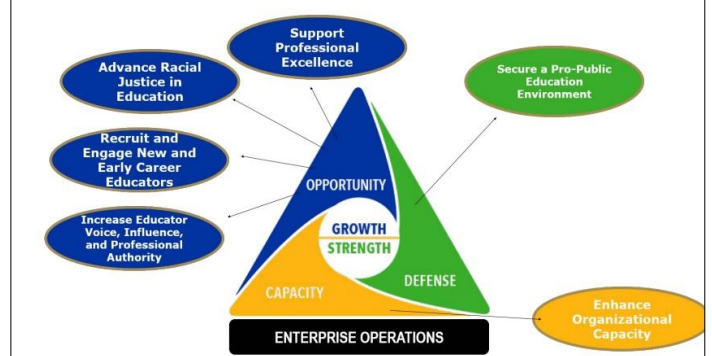 Support
Professional
Excellence
Advance Racial
Justice in
Education
Secure a Pro-Public
Education
Environment
Recruit and
Engage New and
Early Career
Educators
Increase Educator
Voice, Influence,
and Professional
Authority
OPPORTUNITY
GROWTH
STRENGTH
CAPACITY
DEFENSE
Enhance
Organizational
Capacity
ENTERPRISE OPERATIONS